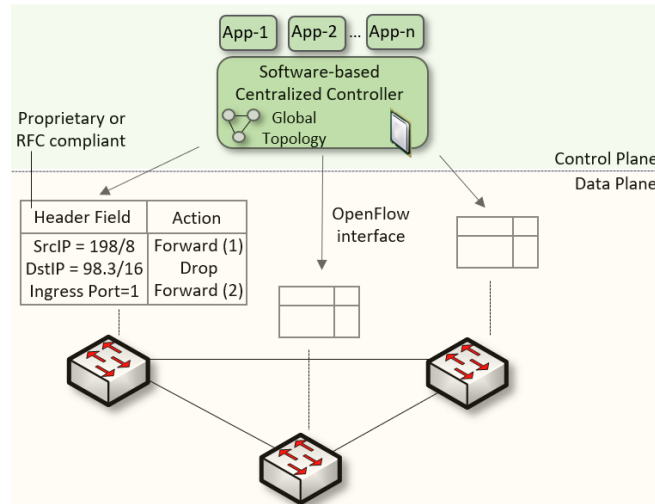 App-1 App-2 ... App-n
Software-based
Centralized Controller
Global
Topology
Proprietary or
RFC compliant
Control Plane
Data Plane
OpenFlow
interface
Header Field Action
SrcIP = 198/8 Forward (1)
DstIP = 98.3/16 Drop
Ingress Port=1 Forward (2)